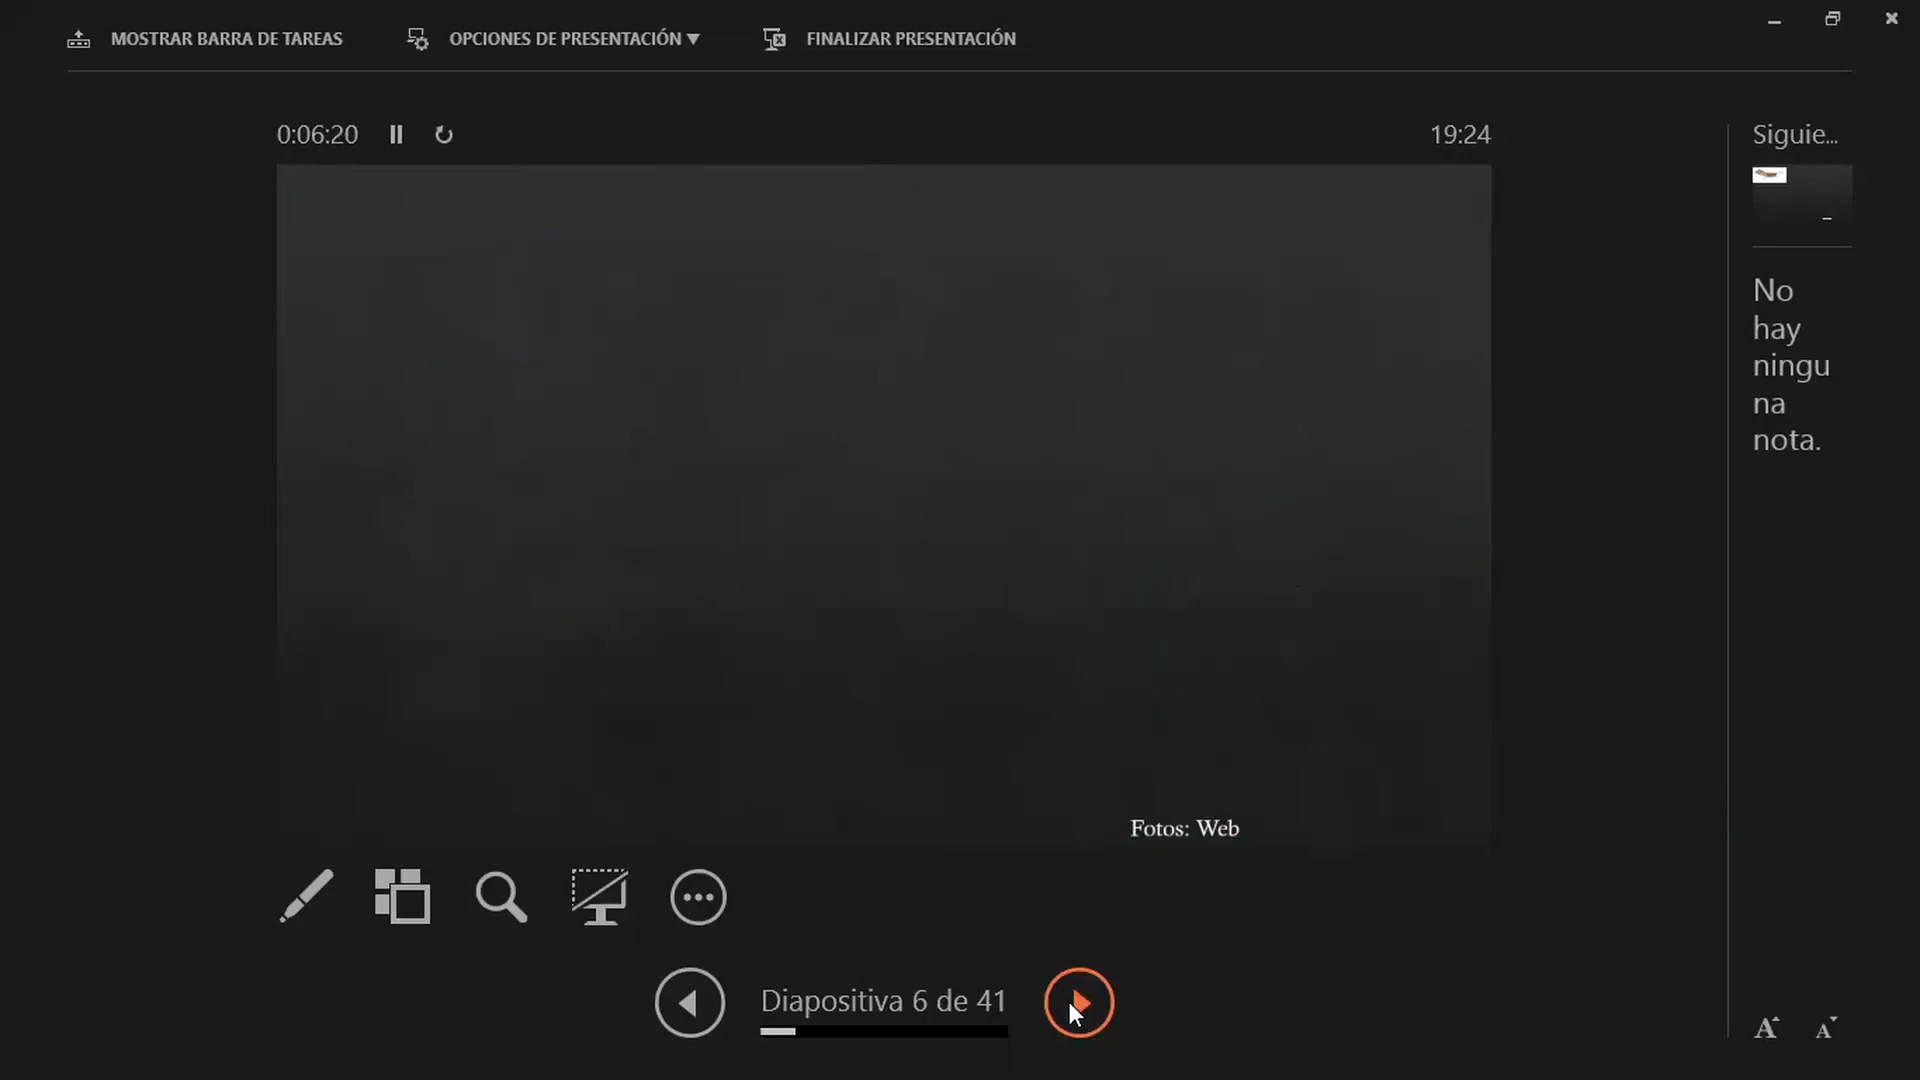 MOSTRAR BARRA DE TAREAS
OPCIONES DE PRESENTACIÓN
FINALIZAR PRESENTACIÓN
0:06:20
19:24
Siguie...
No
hay
ningu
na
nota.
Fotos: Web
Diapositiva 6 de 41
A A